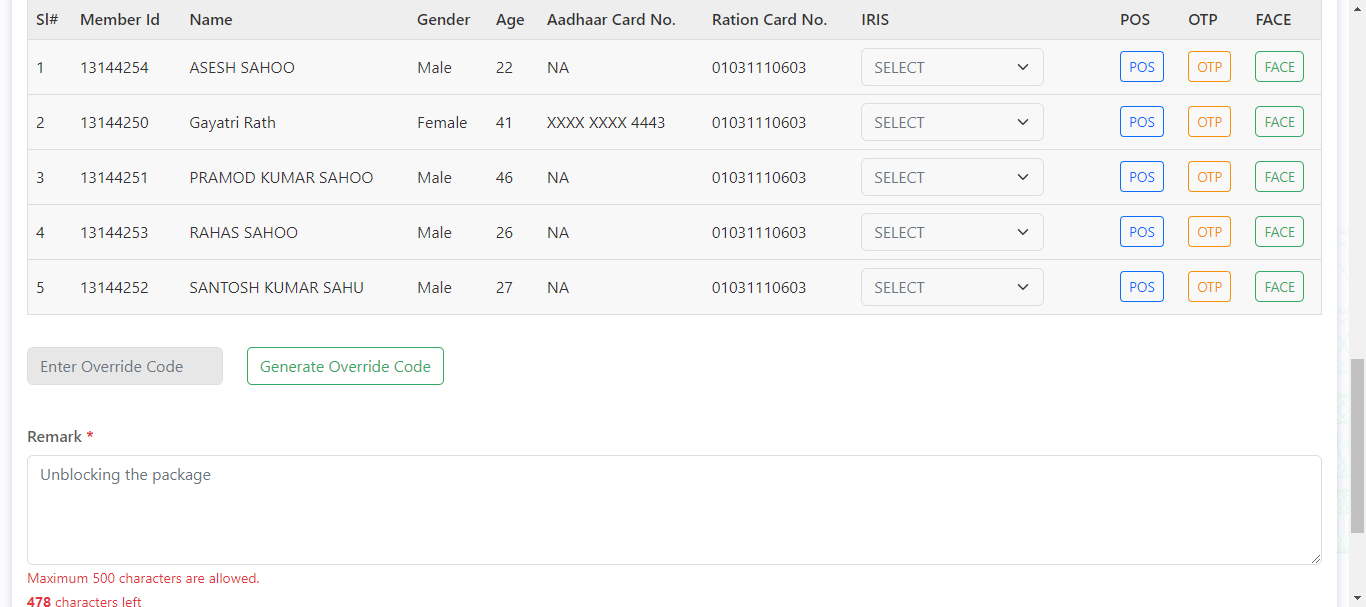 Sl# Member Id Name Gender Age Aadhaar Card No. Ration Card No. IRIS POS OTP FACE
1 13144254 ASESH SAHOO Male 22 NA 01031110603 SELECT POS OTP FACE
2 13144250 Gayatri Rath Female 41 XXXX XXXX 4443 01031110603 SELECT POS OTP FACE
3 13144251 PRAMOD KUMAR SAHOO Male 46 NA 01031110603 SELECT POS OTP FACE
4 13144253 RAHAS SAHOO Male 26 NA 01031110603 SELECT POS OTP FACE
5 13144252 SANTOSH KUMAR SAHU Male 27 NA 01031110603 SELECT POS OTP FACE
Enter Override Code Generate Override Code
Remark *
Unblocking the package
Maximum 500 characters are allowed.
478 characters left